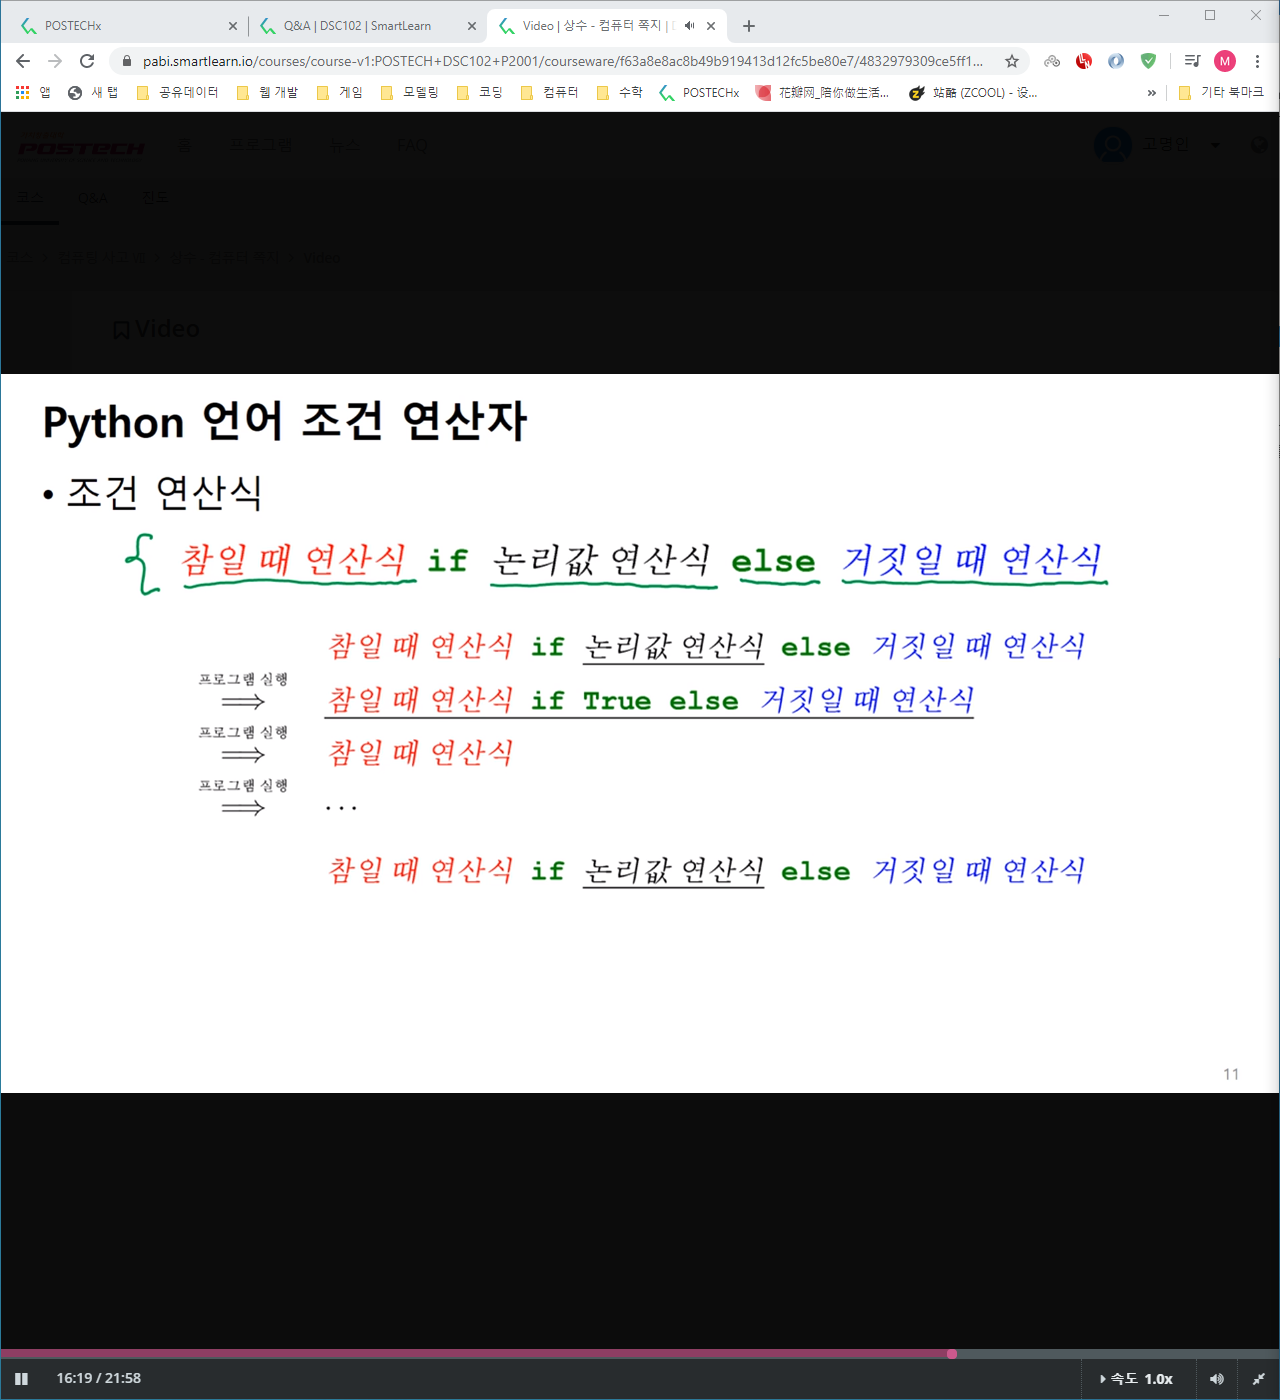 POSTECHx
Q&A | DSC102 | SmartLearn
Video | 상수 - 컴퓨터 쪽지 |
pabi.smartlearn.io/courses/course-v1:POSTECH+DSC102+P2001/courseware/f63a8e8ac8b49b919413d12fc5be80e7/4832979309ce5ff1...
M
앱 새 탭 공유데이터 웹 개발 게임 모델링 코딩 컴퓨터 수학 POSTECHx 花瓣网_陪你做生活... 站酷 (ZCOOL) - 设... » 기타 북마크
POSTECH 홈 프로그램 뉴스 FAQ 고명인
코스 Q&A 진도
Video
Video
Python 언어 조건 연산자
• 조건 연산식
{ 참일 때 연산식 if 논리값 연산식 else 거짓일 때 연산식
참일 때 연산식 if 논리값 연산식 else 거짓일 때 연산식
프로그램 실행
⟹ 참일 때 연산식 if True else 거짓일 때 연산식
프로그램 실행
⟹ 참일 때 연산식
프로그램 실행
⟹ ...
참일 때 연산식 if 논리값 연산식 else 거짓일 때 연산식
11
16:19 / 21:58
속도 1.0x